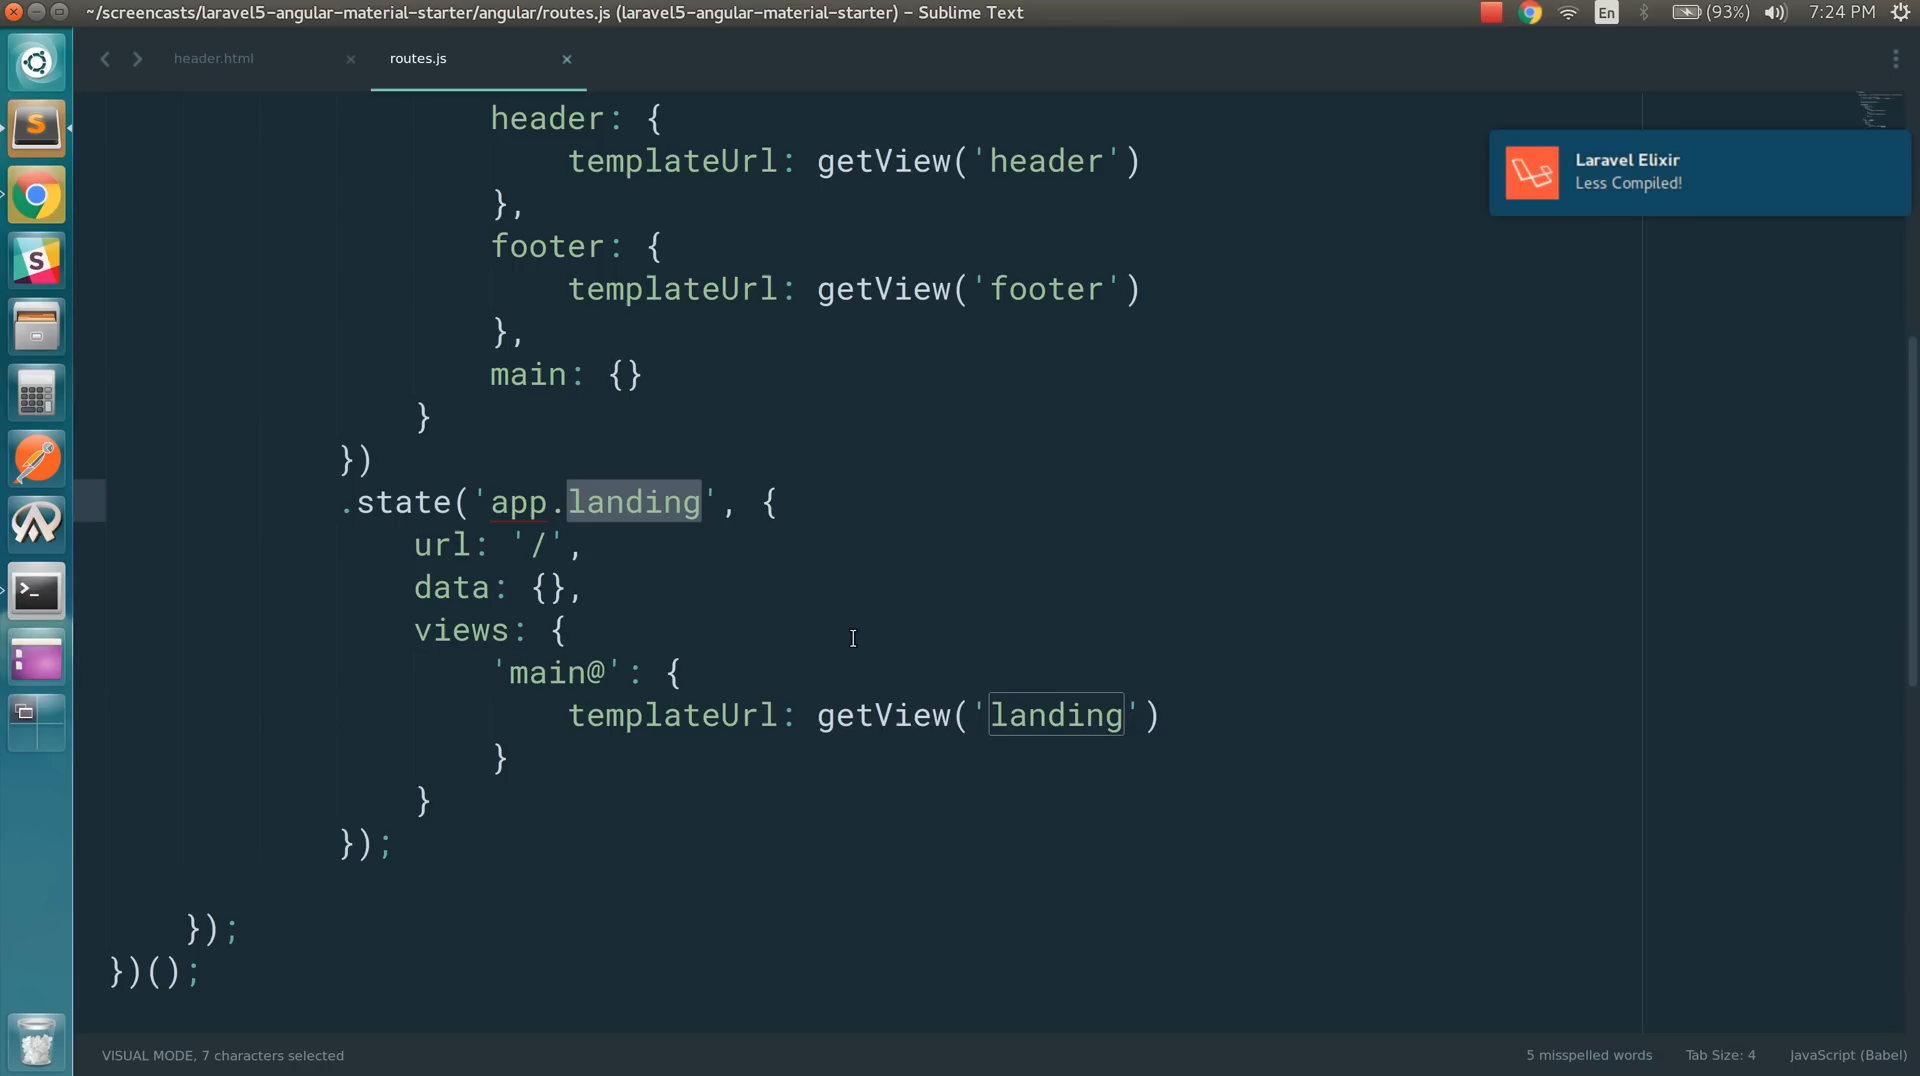 ~/screencasts/laravel5-angular-material-starter/angular/routes.js (laravel5-angular-material-starter) – Sublime Text
En
(93%)
7:24 PM
header.html
routes.js
header: {
templateUrl: getView('header')
},
footer: {
templateUrl: getView('footer')
},
main: {}
}
})
.state('app.landing', {
url: '/',
data: {},
views: {
'main@': {
templateUrl: getView('landing')
}
}
});
});
})();
Laravel Elixir
Less Compiled!
VISUAL MODE, 7 characters selected
5 misspelled words
Tab Size: 4
JavaScript (Babel)